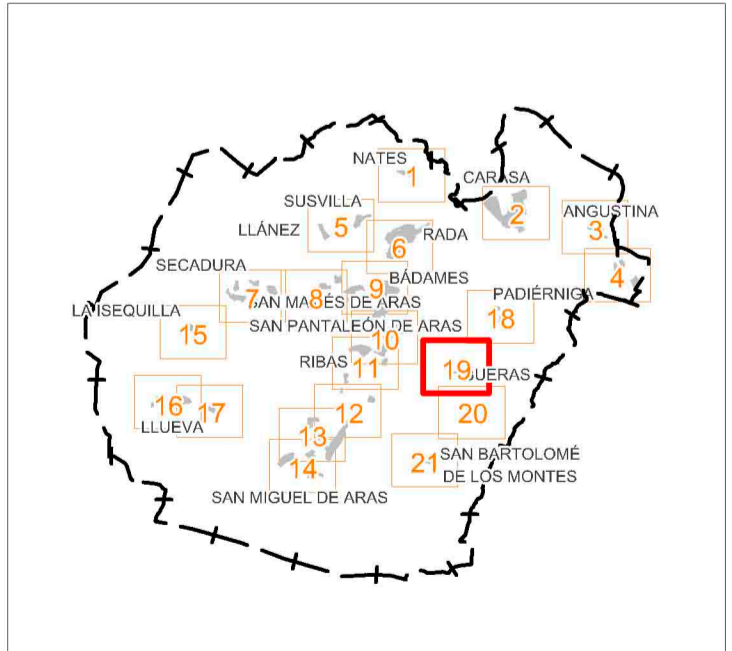 NATES
1
CARASA
2
SUSVILLA
5
LLÁNEZ
ANGUSTINA
3
RADA
6
SECADURA
BÁDAMES
4
7
8
9
SAN MAMÉS DE ARAS
PADIÉRNIGA
LA ISEQUILLA
18
15
SAN PANTALEÓN DE ARAS
10
RIBAS
11
19
BUERAS
16
17
12
20
LLUEVA
13
SAN BARTOLOMÉ
DE LOS MONTES
14
21
SAN MIGUEL DE ARAS